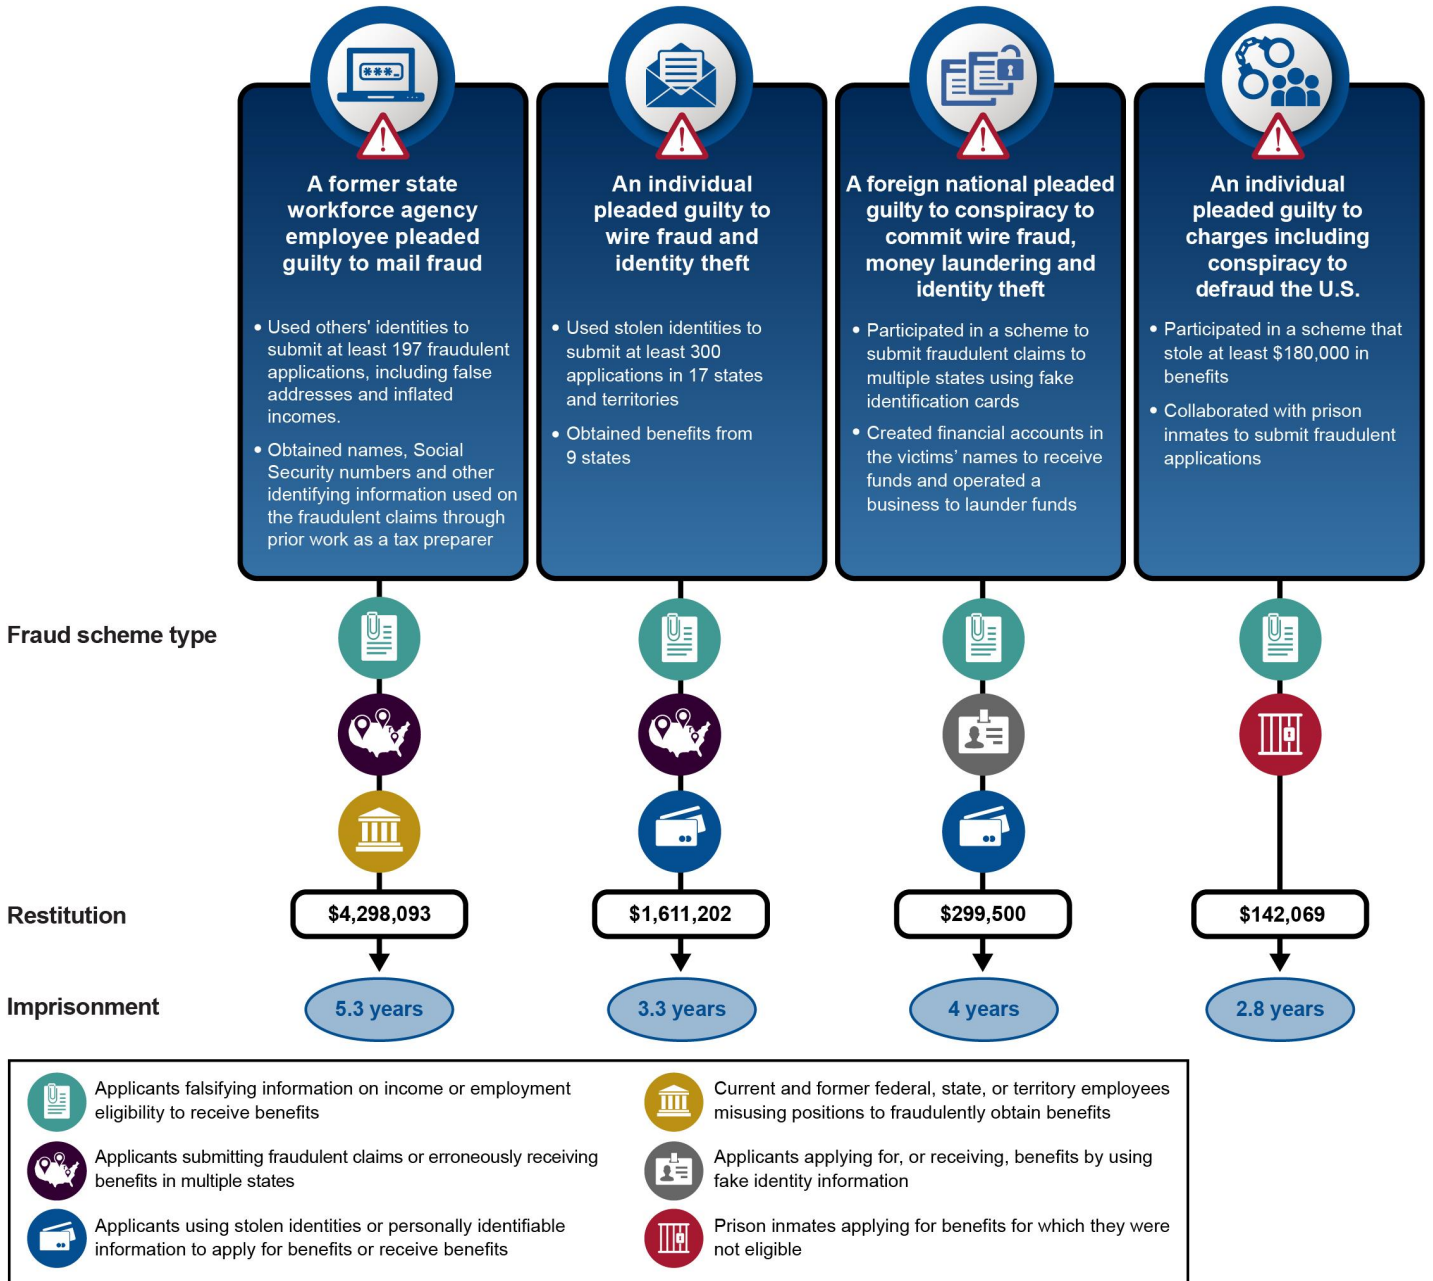 ***_
A former state
workforce agency
employee pleaded
guilty to mail fraud
• Used others' identities to
submit at least 197 fraudulent
applications, including false
addresses and inflated
incomes.
• Obtained names, Social
Security numbers and other
identifying information used on
the fraudulent claims through
prior work as a tax preparer
An individual
pleaded guilty to
wire fraud and
identity theft
• Used stolen identities to
submit at least 300
applications in 17 states
and territories
• Obtained benefits from
9 states
A foreign national pleaded
guilty to conspiracy to
commit wire fraud,
money laundering and
identity theft
• Participated in a scheme to
submit fraudulent claims to
multiple states using fake
identification cards
• Created financial accounts in
the victims’ names to receive
funds and operated a
business to launder funds
An individual
pleaded guilty to
charges including
conspiracy to
defraud the U.S.
• Participated in a scheme that
stole at least $180,000 in
benefits
• Collaborated with prison
inmates to submit fraudulent
applications
Fraud scheme type
Restitution
$4,298,093
$1,611,202
$299,500
$142,069
Imprisonment
5.3 years
3.3 years
4 years
2.8 years
Applicants falsifying information on income or employment
eligibility to receive benefits
Applicants submitting fraudulent claims or erroneously receiving
benefits in multiple states
Applicants using stolen identities or personally identifiable
information to apply for benefits or receive benefits
Current and former federal, state, or territory employees
misusing positions to fraudulently obtain benefits
Applicants applying for, or receiving, benefits by using
fake identity information
Prison inmates applying for benefits for which they were
not eligible